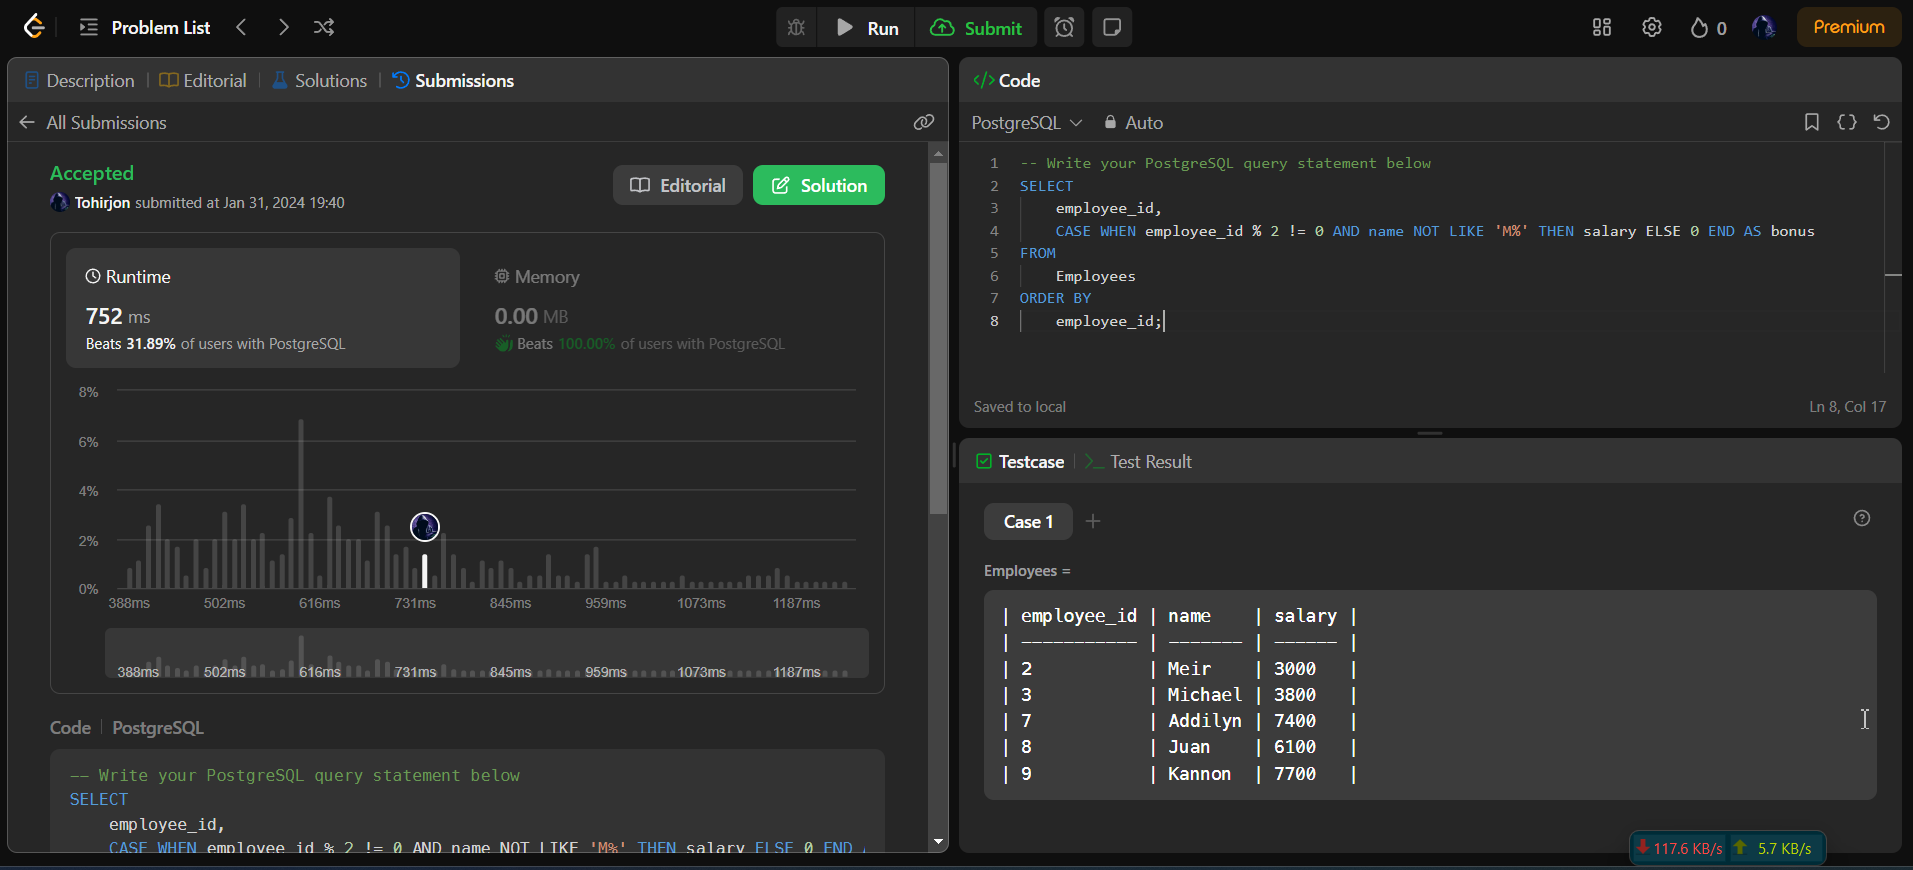 Problem List
Run
Submit
0
Premium
Description
Editorial
Solutions
Submissions
All Submissions
Accepted
Tohirjon submitted at Jan 31, 2024 19:40
Editorial
Solution
Runtime
752 ms
Beats 31.89% of users with PostgreSQL
Memory
0.00 MB
Beats 100.00% of users with PostgreSQL
8%
6%
4%
2%
0%
388ms 502ms 616ms 731ms 845ms 959ms 1073ms 1187ms
388ms 502ms 616ms 731ms 845ms 959ms 1073ms 1187ms
Code PostgreSQL
-- Write your PostgreSQL query statement below
SELECT
employee_id,
CASE WHEN employee_id % 2 != 0 AND name NOT LIKE 'M%' THEN salary ELSE 0 END
</> Code
PostgreSQL
Auto
1 -- Write your PostgreSQL query statement below
2 SELECT
3 employee_id,
4 CASE WHEN employee_id % 2 != 0 AND name NOT LIKE 'M%' THEN salary ELSE 0 END AS bonus
5 FROM
6 Employees
7 ORDER BY
8 employee_id;
Saved to local
Ln 8, Col 17
Testcase
>_ Test Result
Case 1
Employees =
| employee_id | name | salary |
| ----------- | ------- | ------ |
| 2 | Meir | 3000 |
| 3 | Michael | 3800 |
| 7 | Addilyn | 7400 |
| 8 | Juan | 6100 |
| 9 | Kannon | 7700 |
117.6 KB/s 5.7 KB/s